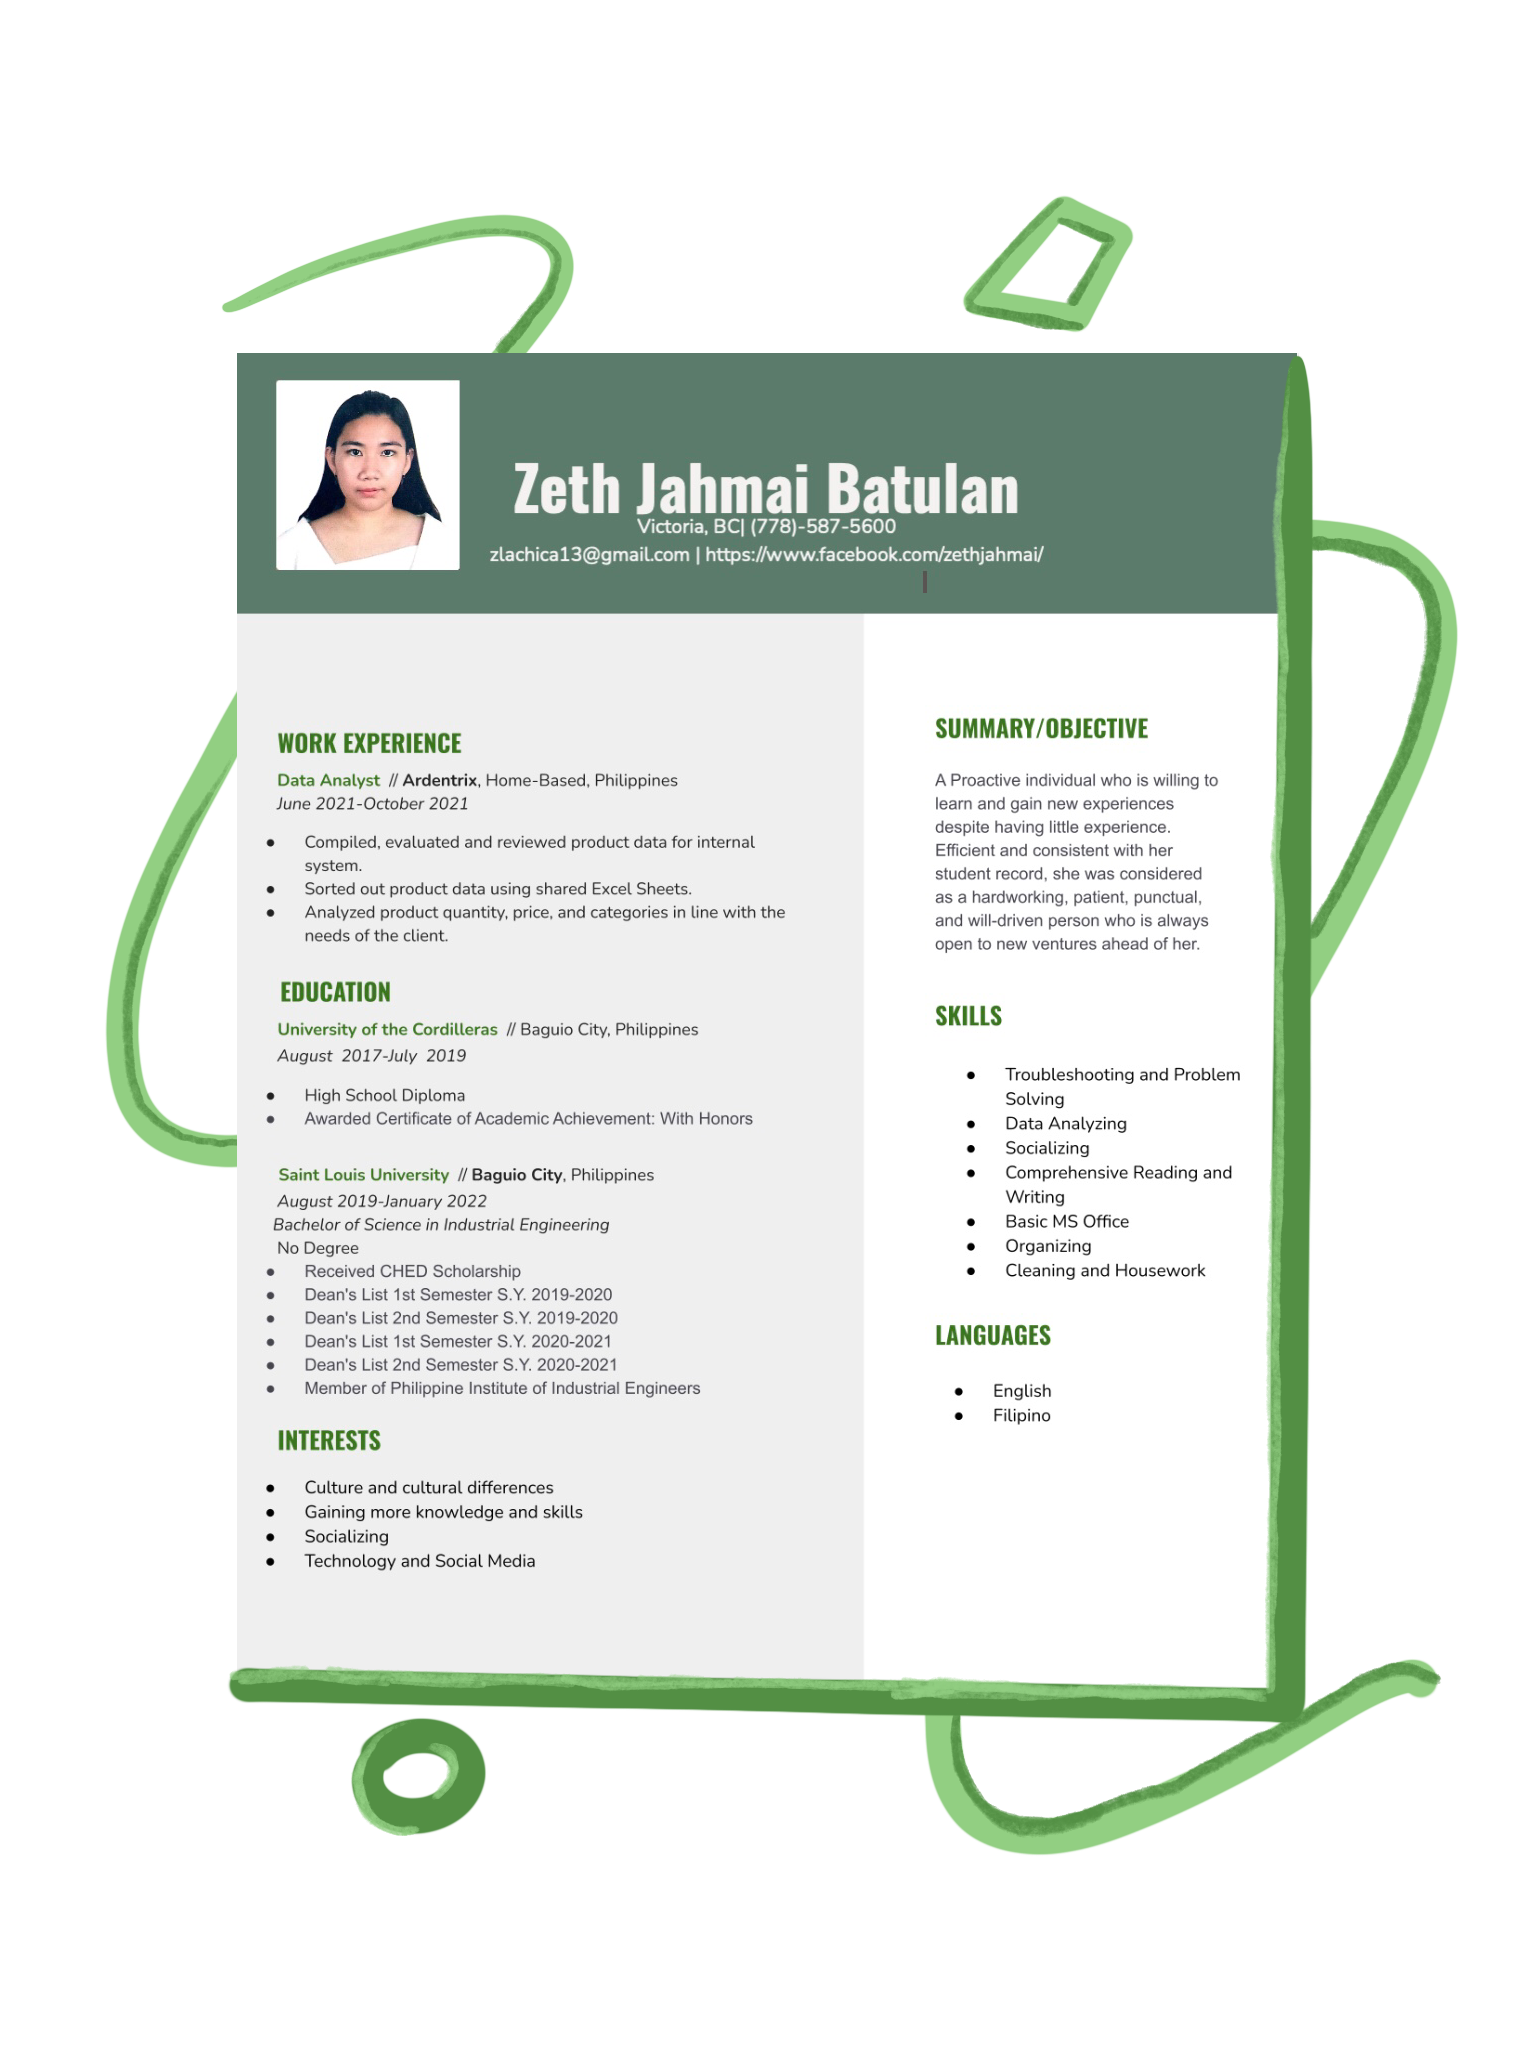 Zeth Jahmai Batulan
Victoria, BC| (778)-587-5600
zlachica13@gmail.com | https://www.facebook.com/zethjahmai/
WORK EXPERIENCE
Data Analyst // Ardentrix, Home-Based, Philippines
June 2021-October 2021
● Compiled, evaluated and reviewed product data for internal
system.
● Sorted out product data using shared Excel Sheets.
● Analyzed product quantity, price, and categories in line with the
needs of the client.
EDUCATION
University of the Cordilleras // Baguio City, Philippines
August 2017-July 2019
● High School Diploma
● Awarded Certificate of Academic Achievement: With Honors
Saint Louis University // Baguio City, Philippines
August 2019-January 2022
Bachelor of Science in Industrial Engineering
No Degree
● Received CHED Scholarship
● Dean's List 1st Semester S.Y. 2019-2020
● Dean's List 2nd Semester S.Y. 2019-2020
● Dean's List 1st Semester S.Y. 2020-2021
● Dean's List 2nd Semester S.Y. 2020-2021
● Member of Philippine Institute of Industrial Engineers
INTERESTS
● Culture and cultural differences
● Gaining more knowledge and skills
● Socializing
● Technology and Social Media
SUMMARY/OBJECTIVE
A Proactive individual who is willing to
learn and gain new experiences
despite having little experience.
Efficient and consistent with her
student record, she was considered
as a hardworking, patient, punctual,
and will-driven person who is always
open to new ventures ahead of her.
SKILLS
● Troubleshooting and Problem
Solving
● Data Analyzing
● Socializing
● Comprehensive Reading and
Writing
● Basic MS Office
● Organizing
● Cleaning and Housework
LANGUAGES
● English
● Filipino